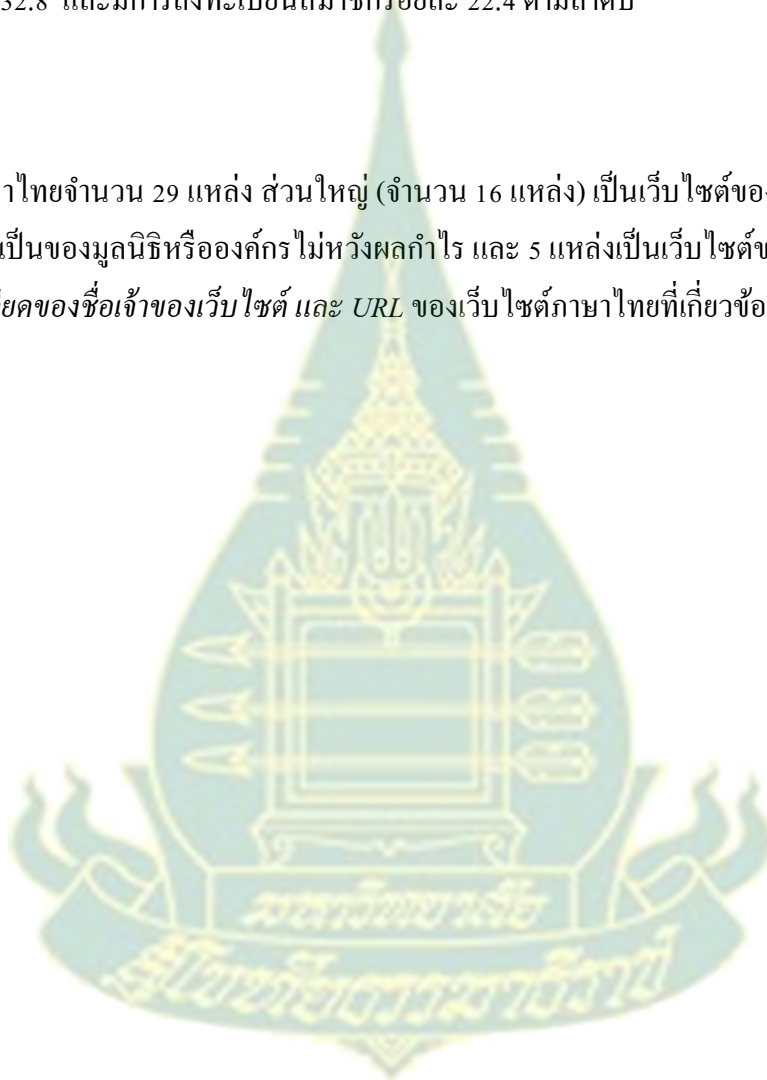 32.8 และมีการลงทะเบียนสมาชิกร้อยละ 22.4 ตามลำดับ
าไทยจำนวน 29 แหล่ง ส่วนใหญ่ (จำนวน 16 แหล่ง) เป็นเว็บไซต์ของ
เป็นของมูลนิธิหรือองค์กรไม่หวังผลกำไร และ 5 แหล่งเป็นเว็บไซต์ข
ยดของชื่อเจ้าของเว็บไซต์ และ URL ของเว็บไซต์ภาษาไทยที่เกี่ยวข้อ
มหาวิทยาลัย
สุโขทัยธรรมาธิราช